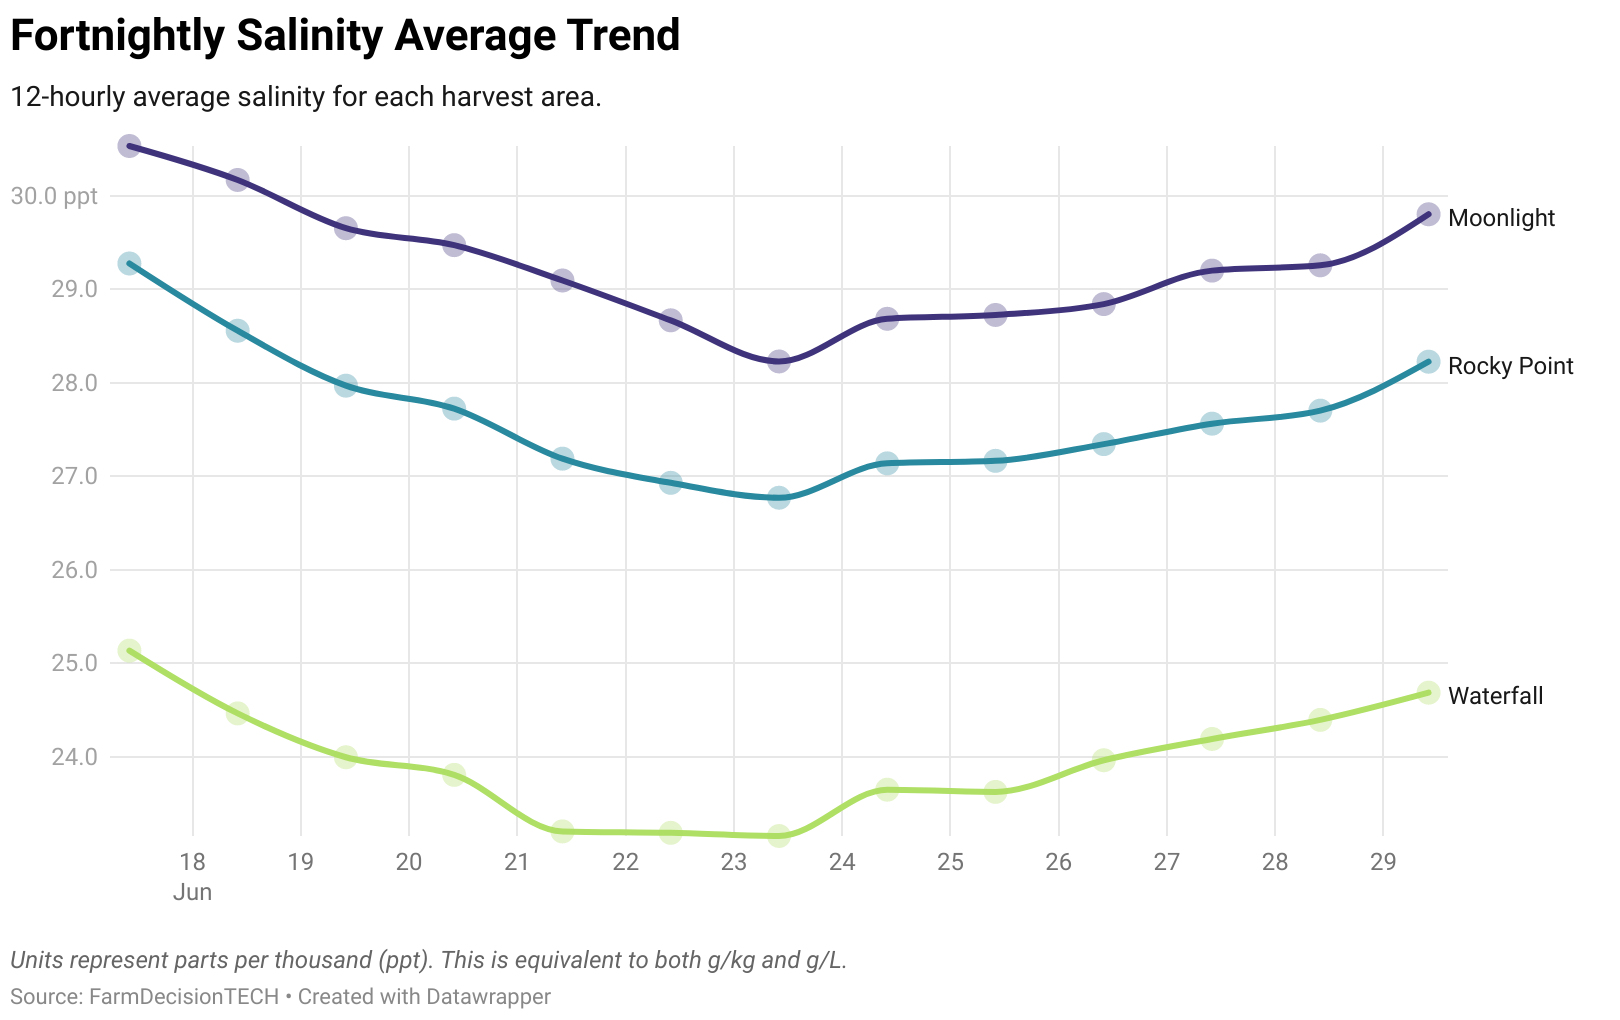 Fortnightly Salinity Average Trend
12-hourly average salinity for each harvest area.
30.0 ppt
29.0
28.0
27.0
26.0
25.0
24.0
Moonlight
Rocky Point
Waterfall
18 19 20 21 22 23 24 25 26 27 28 29
Jun
Units represent parts per thousand (ppt). This is equivalent to both g/kg and g/L.
Source: FarmDecisionTECH • Created with Datawrapper